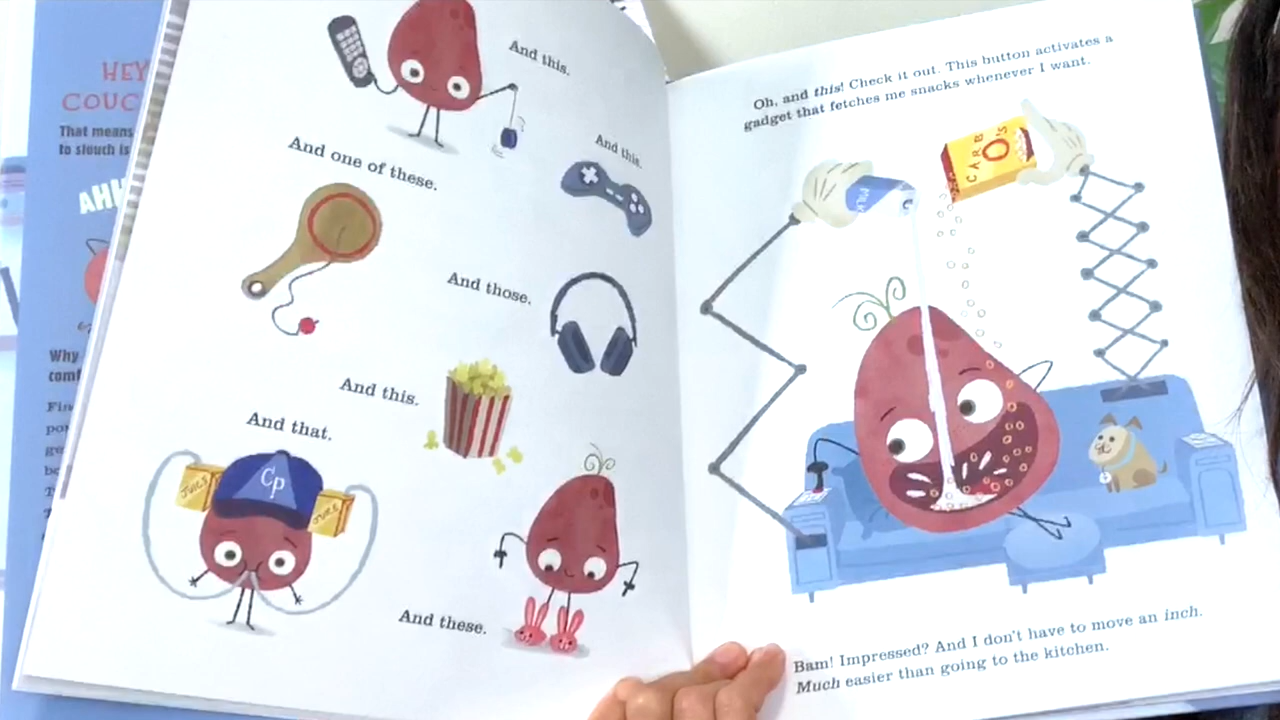 HEY
COUC
That means
to slouch is
AHH
Why
comf
And this.
And this.
And one of these.
And those.
And this.
And that.
JUICE
Cp
JUICE
And these.
Oh, and this! Check it out. This button activates a
gadget that fetches me snacks whenever I want.
CARB
O's
MILK
Bam! Impressed? And I don't have to move an inch.
Much easier than going to the kitchen.